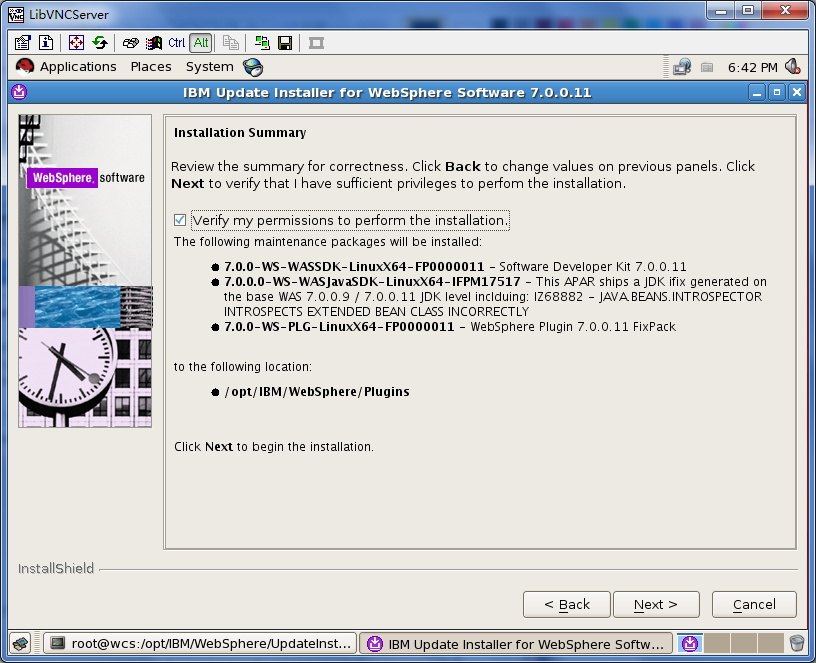 LibVNCServer
Ctrl Alt
Applications Places System 6:42 PM
IBM Update Installer for WebSphere Software 7.0.0.11
WebSphere. software
Installation Summary
Review the summary for correctness. Click Back to change values on previous panels. Click
Next to verify that I have sufficient privileges to perfom the installation.
Verify my permissions to perform the installation.
The following maintenance packages will be installed:
● 7.0.0-WS-WASSDK-LinuxX64-FP0000011 - Software Developer Kit 7.0.0.11
● 7.0.0.0-WS-WASJavaSDK-LinuxX64-IFPM17517 - This APAR ships a JDK ifix generated on
the base WAS 7.0.0.9 / 7.0.0.11 JDK level inclduing: IZ68882 - JAVA.BEANS.INTROSPECTOR
INTROSPECTS EXTENDED BEAN CLASS INCORRECTLY
● 7.0.0-WS-PLG-LinuxX64-FP0000011 - WebSphere Plugin 7.0.0.11 FixPack
to the following location:
● /opt/IBM/WebSphere/Plugins
Click Next to begin the installation.
InstallShield
< Back Next > Cancel
root@wcs:/opt/IBM/WebSphere/UpdateInst... IBM Update Installer for WebSphere Softw...